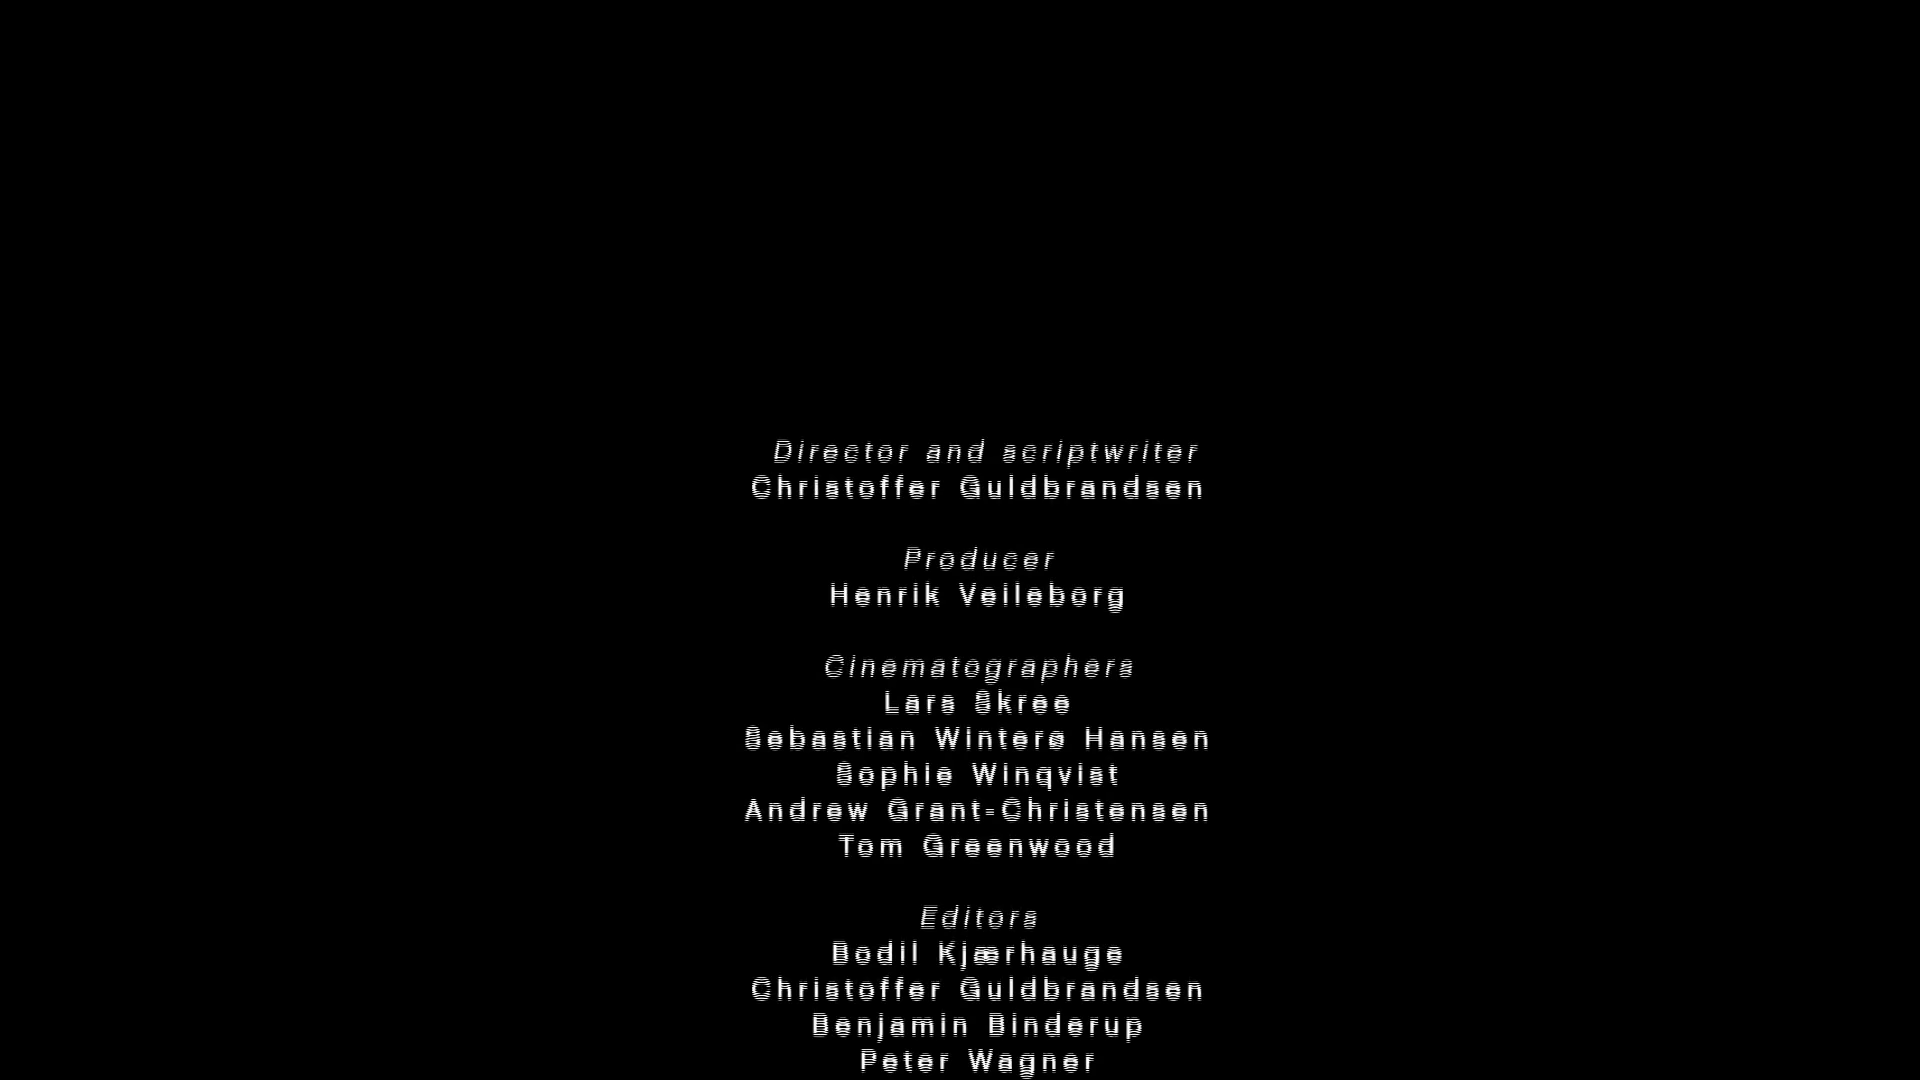 Director and scriptwriter
Christoffer Guldbrandsen
Producer
Henrik Veileborg
Cinematographers
Lars Skree
Sebastian Winterø Hansen
Sophie Winqvist
Andrew Grant-Christensen
Tom Greenwood
Editors
Bodil Kjærhauge
Christoffer Guldbrandsen
Benjamin Binderup
Peter Wagner